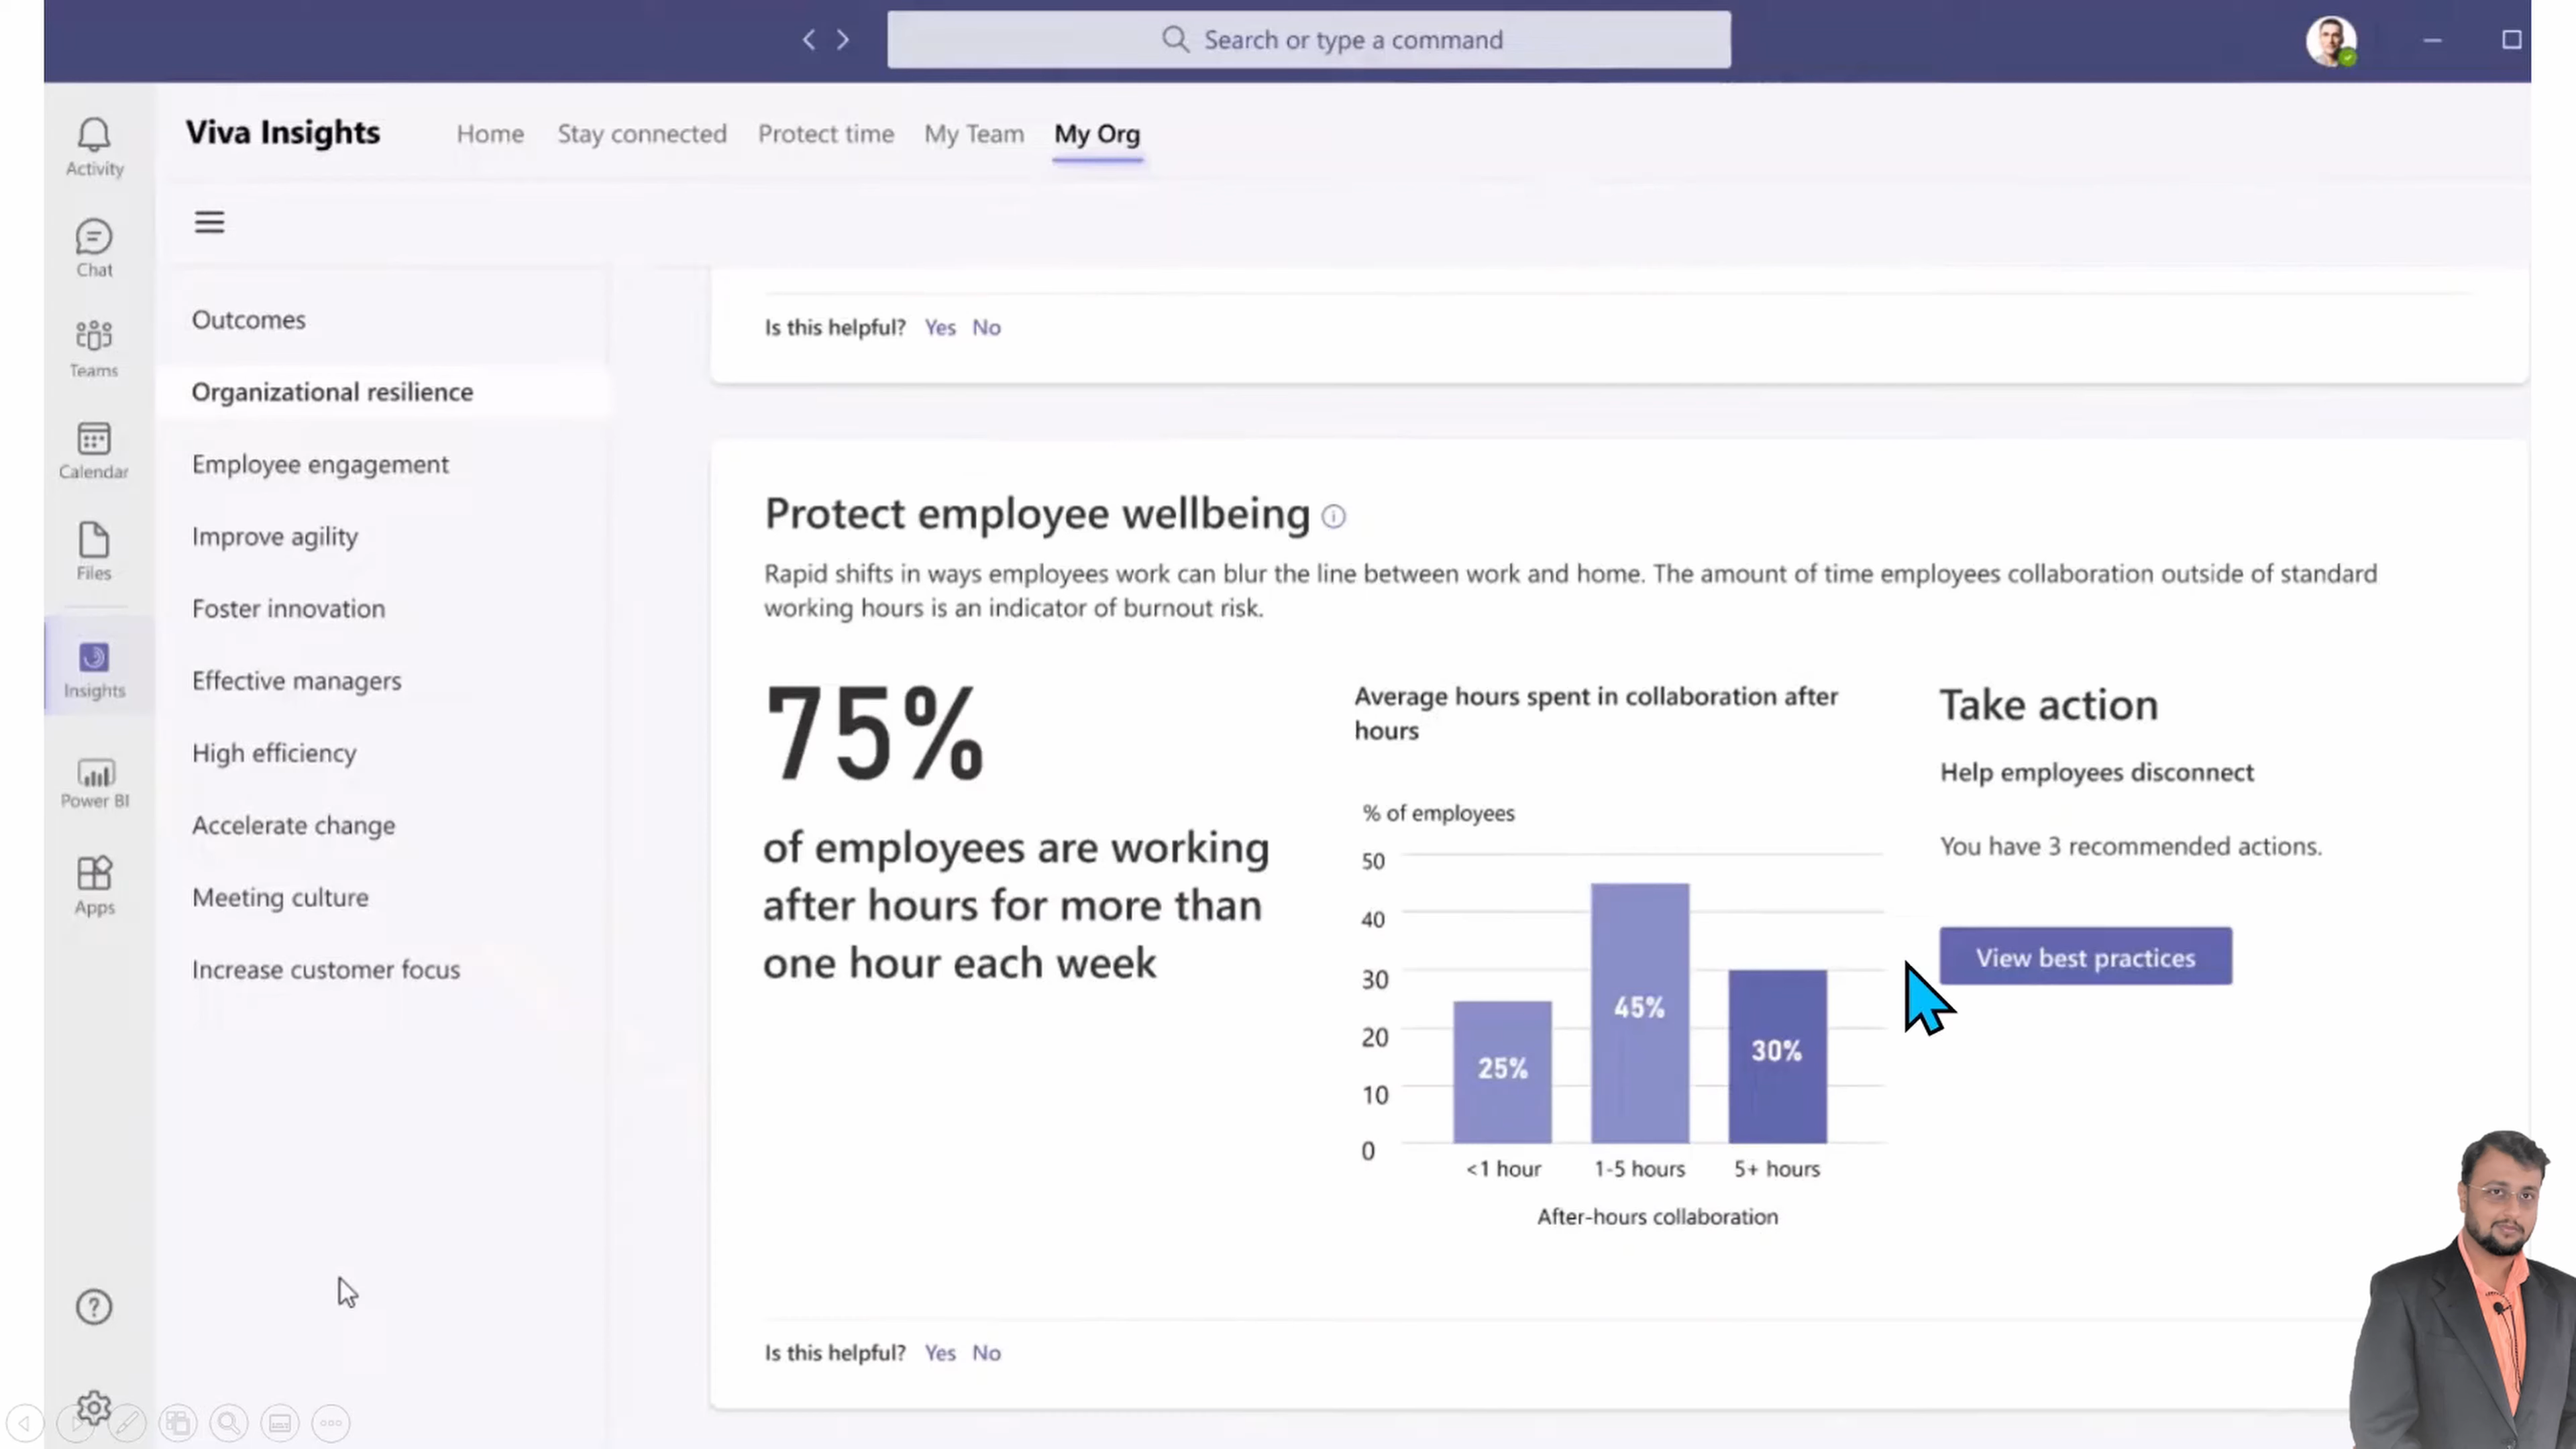 Search or type a command
Viva Insights
Home
Stay connected
Protect time
My Team
My Org
Activity
Chat
Teams
Calendar
Files
Insights
Power BI
Apps
Outcomes
Organizational resilience
Employee engagement
Improve agility
Foster innovation
Effective managers
High efficiency
Accelerate change
Meeting culture
Increase customer focus
Is this helpful? Yes No
Protect employee wellbeing
Rapid shifts in ways employees work can blur the line between work and home. The amount of time employees collaboration outside of standard
working hours is an indicator of burnout risk.
75%
of employees are working
after hours for more than
one hour each week
Average hours spent in collaboration after
hours
% of employees
50
40
30
20
10
0
25%
45%
30%
<1 hour
1-5 hours
5+ hours
After-hours collaboration
Take action
Help employees disconnect
You have 3 recommended actions.
View best practices
Is this helpful? Yes No